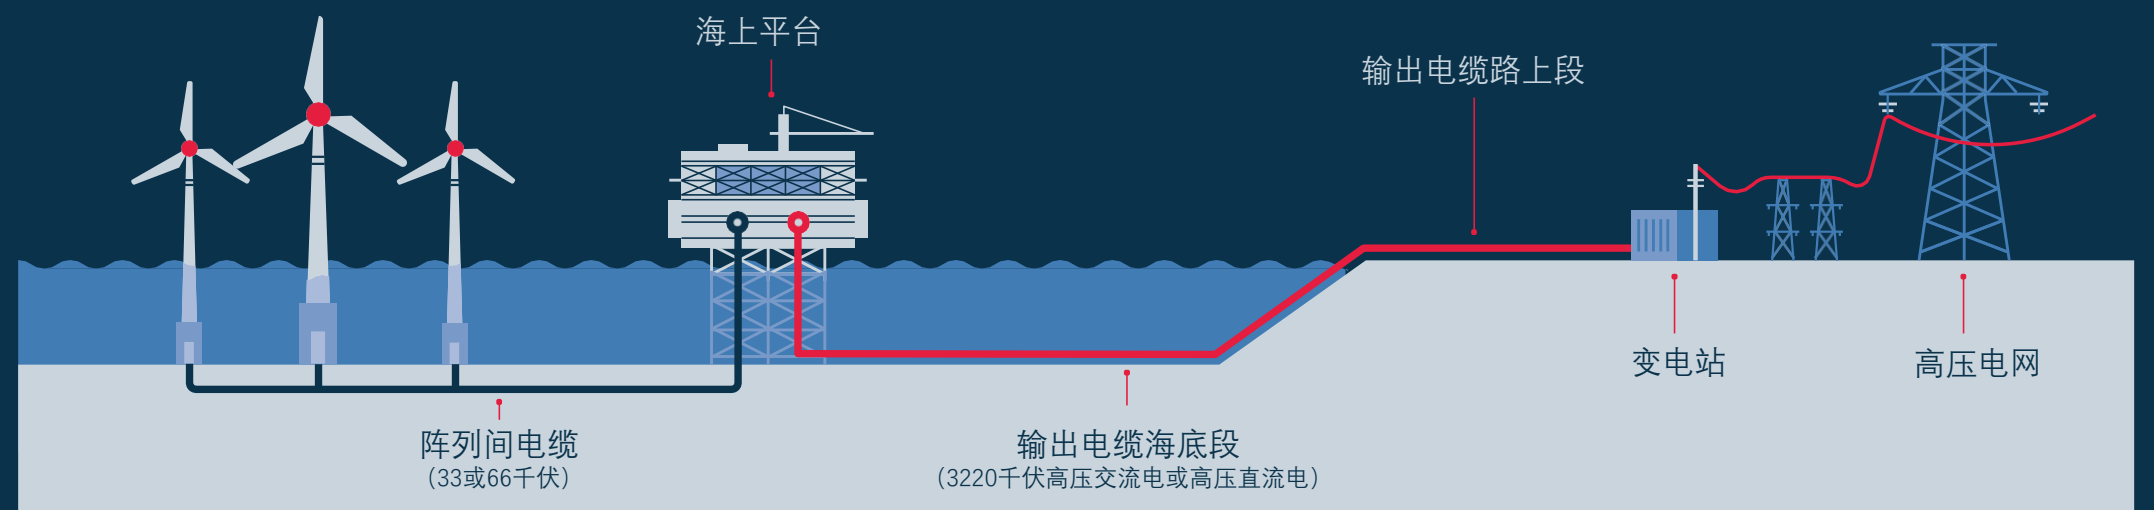 海上平台
输出电缆路上段
变电站
高压电网
阵列间电缆
（33或66千伏）
输出电缆海底段
（3220千伏高压交流电或高压直流电）